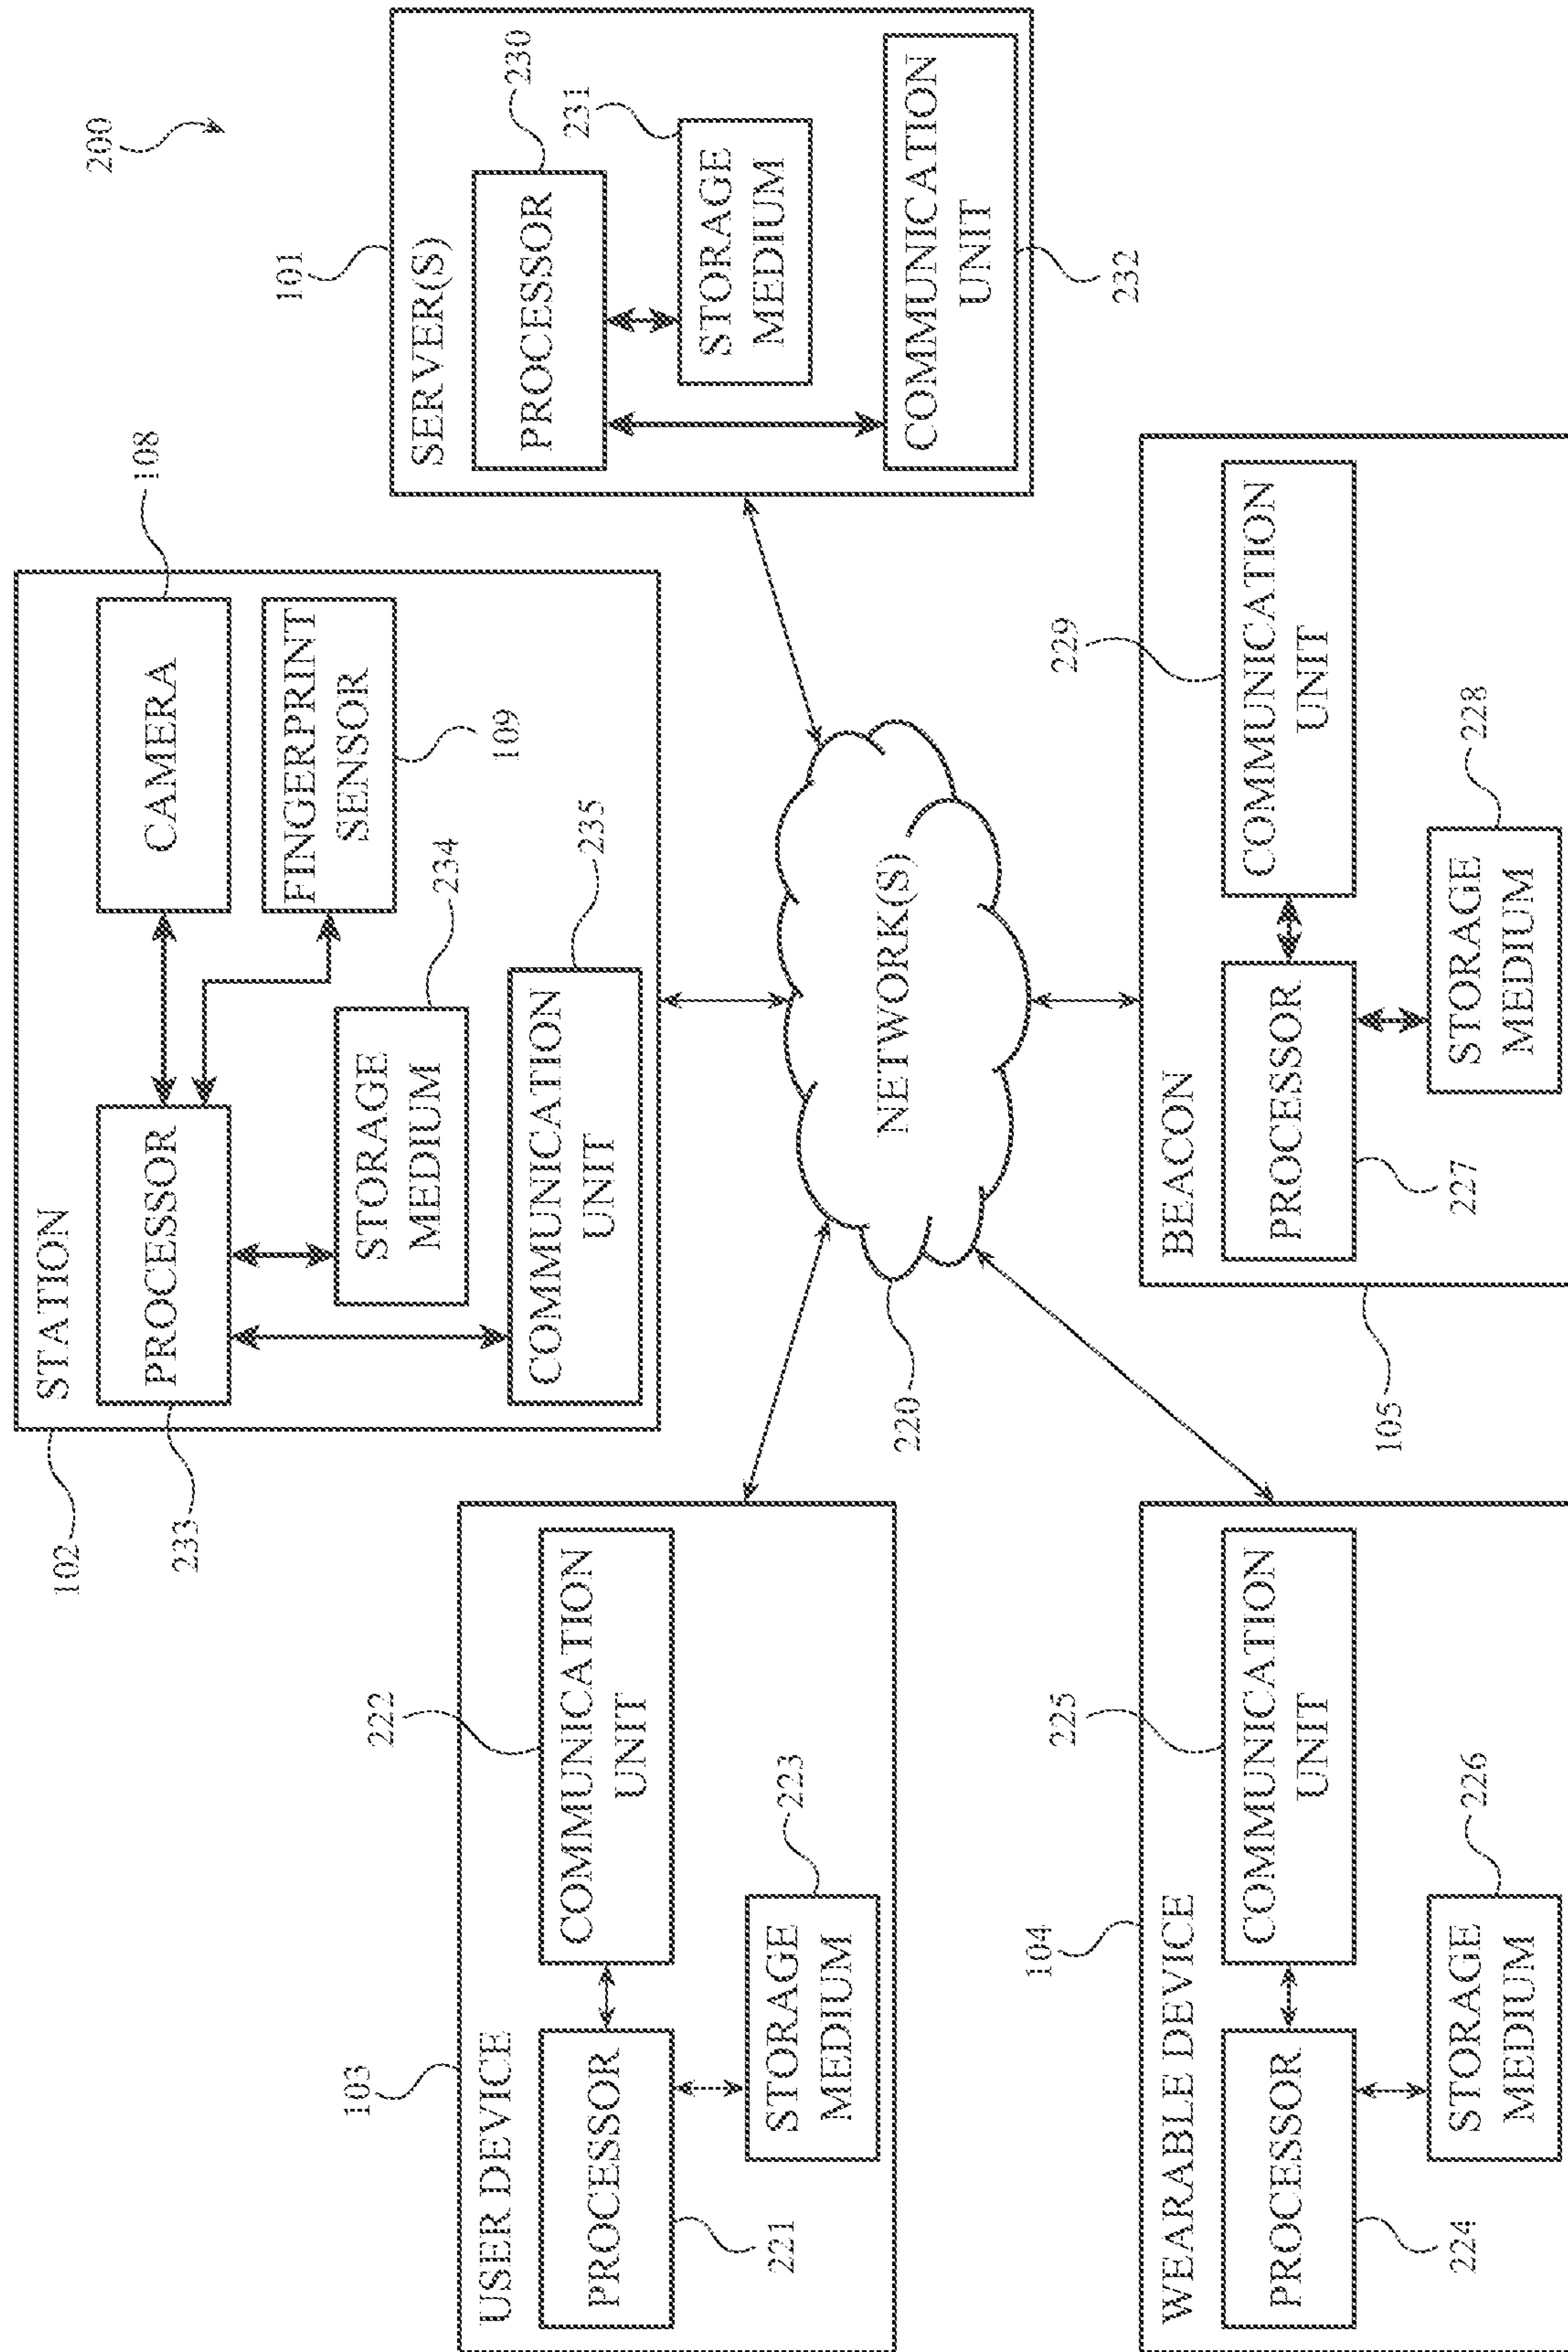 200
102
STATION
233
PROCESSOR
CAMERA
108
FINGERPRINT
SENSOR
109
STORAGE
MEDIUM
234
COMMUNICATION
UNIT
235
101
SERVER(S)
PROCESSOR
230
STORAGE
MEDIUM
231
COMMUNICATION
UNIT
232
103
USER DEVICE
PROCESSOR
221
COMMUNICATION
UNIT
222
STORAGE
MEDIUM
223
NETWORK(S)
220
104
WEARABLE DEVICE
PROCESSOR
224
COMMUNICATION
UNIT
225
STORAGE
MEDIUM
226
105
BEACON
PROCESSOR
227
COMMUNICATION
UNIT
229
STORAGE
MEDIUM
228